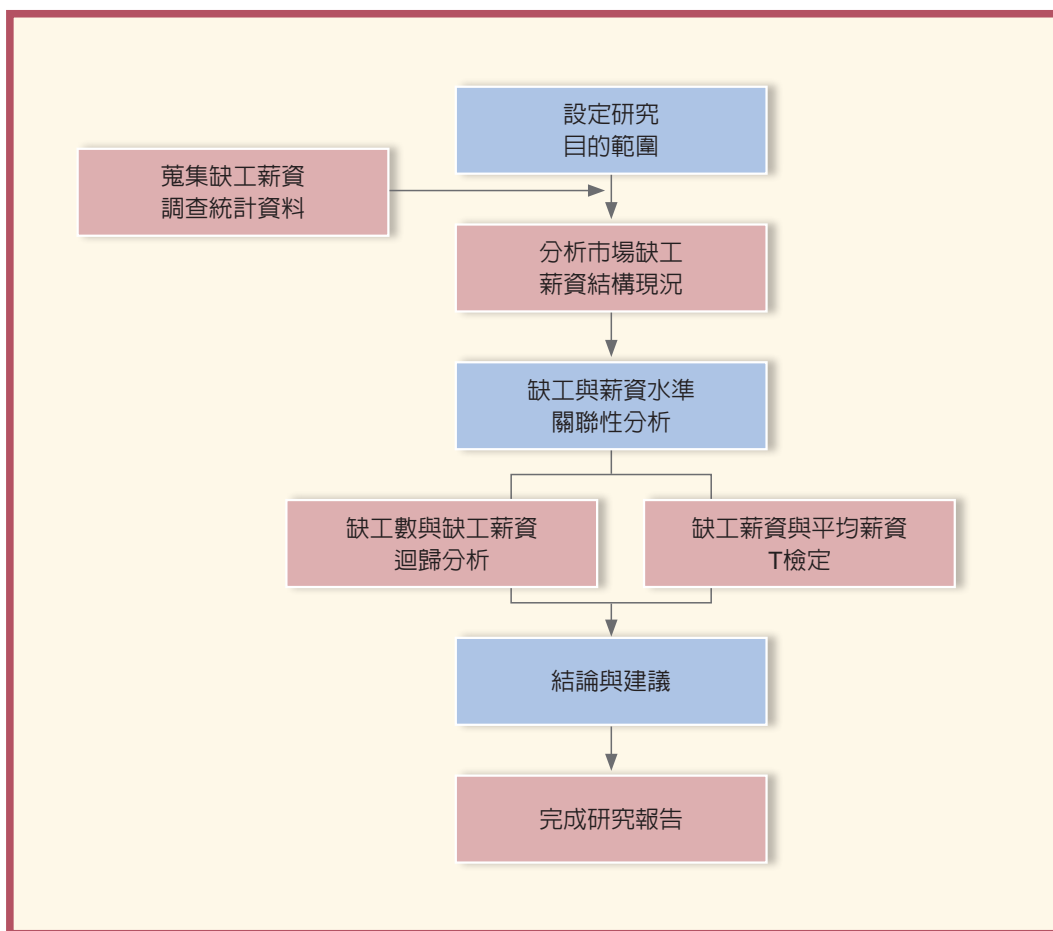 設定研究
目的範圍
蒐集缺工薪資
調查統計資料
分析市場缺工
薪資結構現況
缺工與薪資水準
關聯性分析
缺工數與缺工薪資
迴歸分析
缺工薪資與平均薪資
T檢定
結論與建議
完成研究報告